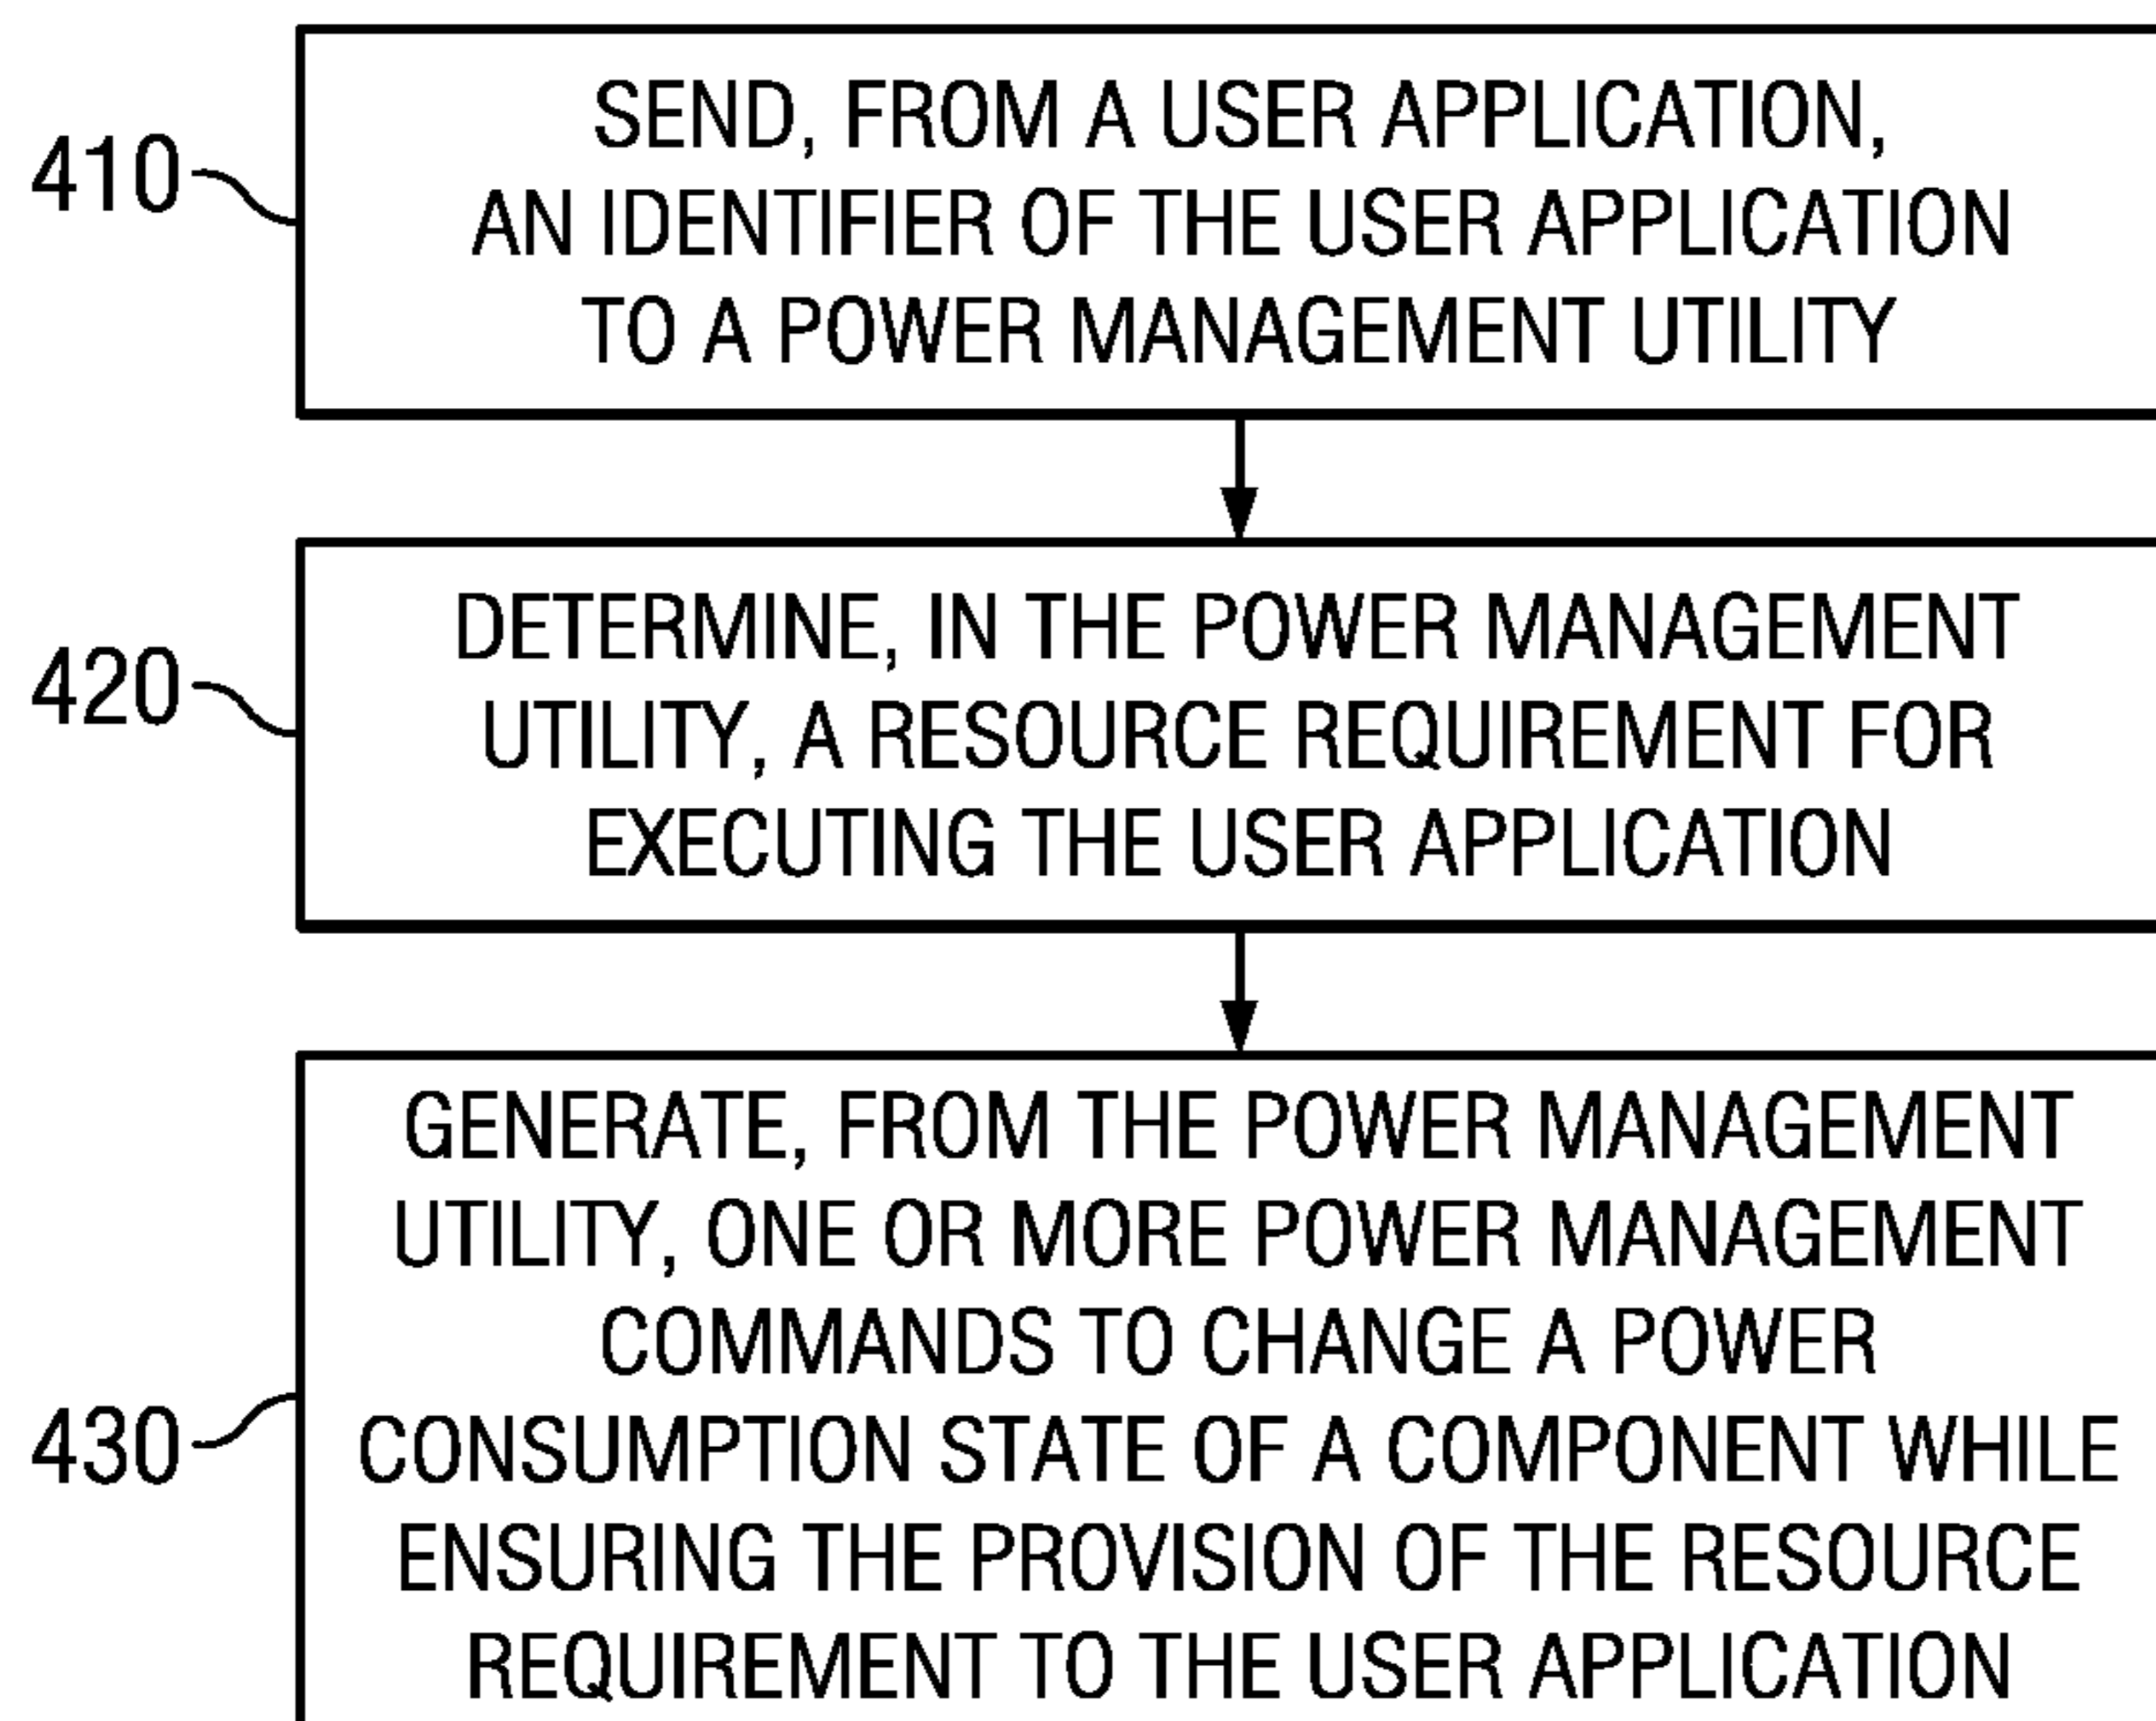 410
SEND, FROM A USER APPLICATION,
AN IDENTIFIER OF THE USER APPLICATION
TO A POWER MANAGEMENT UTILITY
420
DETERMINE, IN THE POWER MANAGEMENT
UTILITY, A RESOURCE REQUIREMENT FOR
EXECUTING THE USER APPLICATION
430
GENERATE, FROM THE POWER MANAGEMENT
UTILITY, ONE OR MORE POWER MANAGEMENT
COMMANDS TO CHANGE A POWER
CONSUMPTION STATE OF A COMPONENT WHILE
ENSURING THE PROVISION OF THE RESOURCE
REQUIREMENT TO THE USER APPLICATION